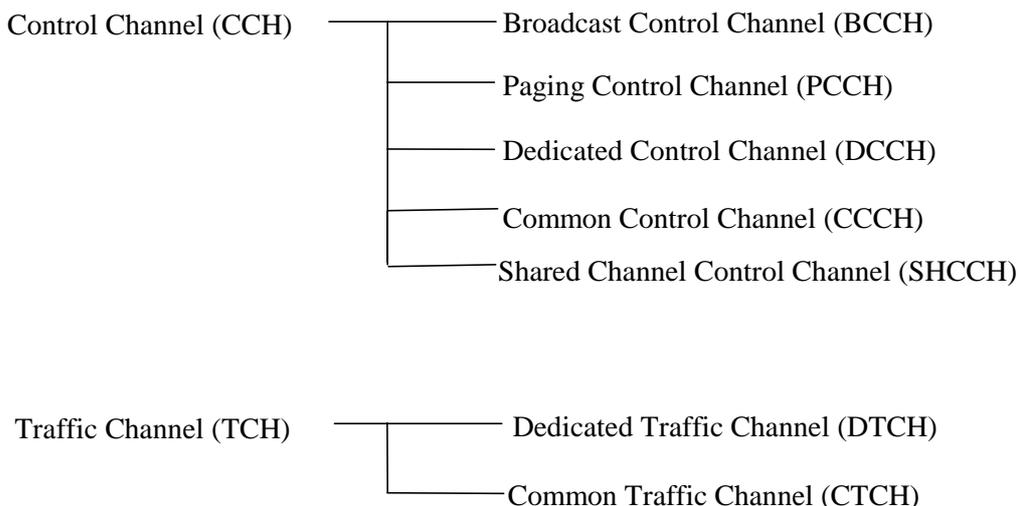 Control Channel (CCH)
Broadcast Control Channel (BCCH)
Paging Control Channel (PCCH)
Dedicated Control Channel (DCCH)
Common Control Channel (CCCH)
Shared Channel Control Channel (SHCCH)
Traffic Channel (TCH)
Dedicated Traffic Channel (DTCH)
Common Traffic Channel (CTCH)